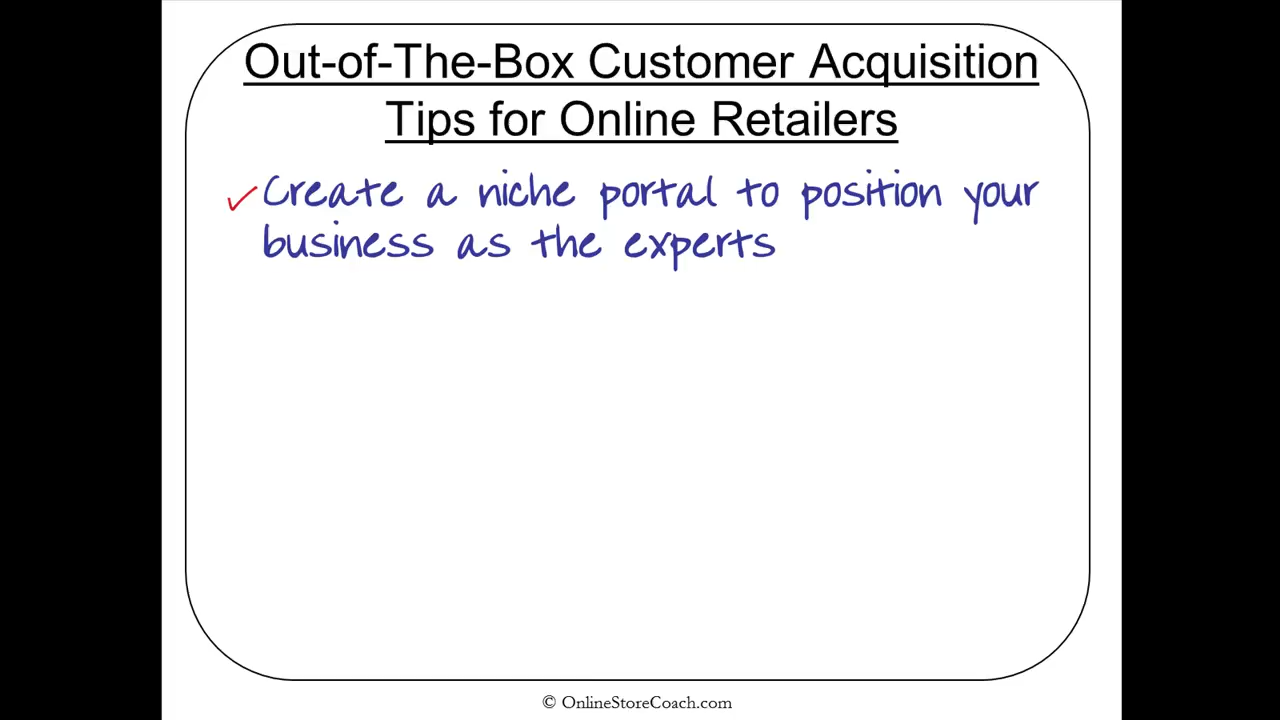 Out-of-The-Box Customer Acquisition
Tips for Online Retailers
Create a niche portal to position your
business as the experts
© OnlineStoreCoach.com